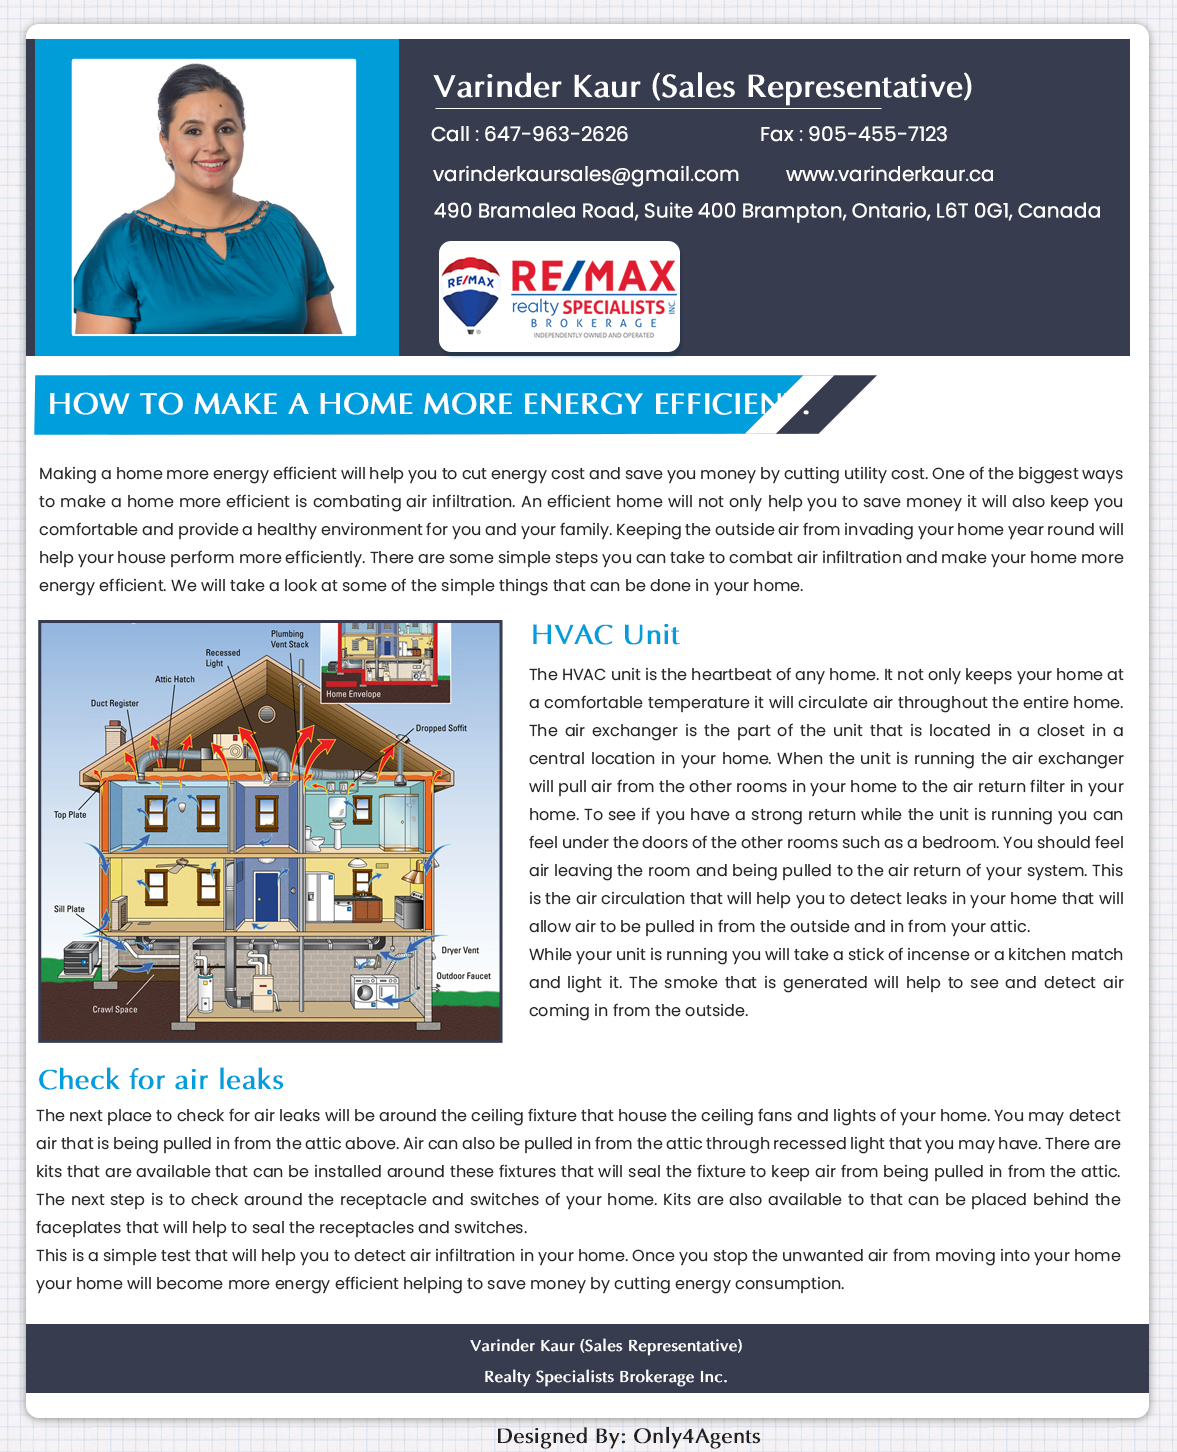 Varinder Kaur (Sales Representative)
Call : 647-963-2626 Fax : 905-455-7123
varinderkaursales@gmail.com www.varinderkaur.ca
490 Bramalea Road, Suite 400 Brampton, Ontario, L6T 0G1, Canada
RE/MAX
RE/MAX
realty SPECIALISTS INC.
BROKERAGE
INDEPENDENTLY OWNED AND OPERATED
HOW TO MAKE A HOME MORE ENERGY EFFICIENT.
Making a home more energy efficient will help you to cut energy cost and save you money by cutting utility cost. One of the biggest ways
to make a home more efficient is combating air infiltration. An efficient home will not only help you to save money it will also keep you
comfortable and provide a healthy environment for you and your family. Keeping the outside air from invading your home year round will
help your house perform more efficiently. There are some simple steps you can take to combat air infiltration and make your home more
energy efficient. We will take a look at some of the simple things that can be done in your home.
Plumbing
Vent Stack
Recessed
Light
Attic Hatch
Duct Register
Home Envelope
Dropped Soffit
Top Plate
Sill Plate
Dryer Vent
Outdoor Faucet
Crawl Space
HVAC Unit
The HVAC unit is the heartbeat of any home. It not only keeps your home at
a comfortable temperature it will circulate air throughout the entire home.
The air exchanger is the part of the unit that is located in a closet in a
central location in your home. When the unit is running the air exchanger
will pull air from the other rooms in your home to the air return filter in your
home. To see if you have a strong return while the unit is running you can
feel under the doors of the other rooms such as a bedroom. You should feel
air leaving the room and being pulled to the air return of your system. This
is the air circulation that will help you to detect leaks in your home that will
allow air to be pulled in from the outside and in from your attic.
While your unit is running you will take a stick of incense or a kitchen match
and light it. The smoke that is generated will help to see and detect air
coming in from the outside.
Check for air leaks
The next place to check for air leaks will be around the ceiling fixture that house the ceiling fans and lights of your home. You may detect
air that is being pulled in from the attic above. Air can also be pulled in from the attic through recessed light that you may have. There are
kits that are available that can be installed around these fixtures that will seal the fixture to keep air from being pulled in from the attic.
The next step is to check around the receptacle and switches of your home. Kits are also available to that can be placed behind the
faceplates that will help to seal the receptacles and switches.
This is a simple test that will help you to detect air infiltration in your home. Once you stop the unwanted air from moving into your home
your home will become more energy efficient helping to save money by cutting energy consumption.
Varinder Kaur (Sales Representative)
Realty Specialists Brokerage Inc.
Designed By: Only4Agents